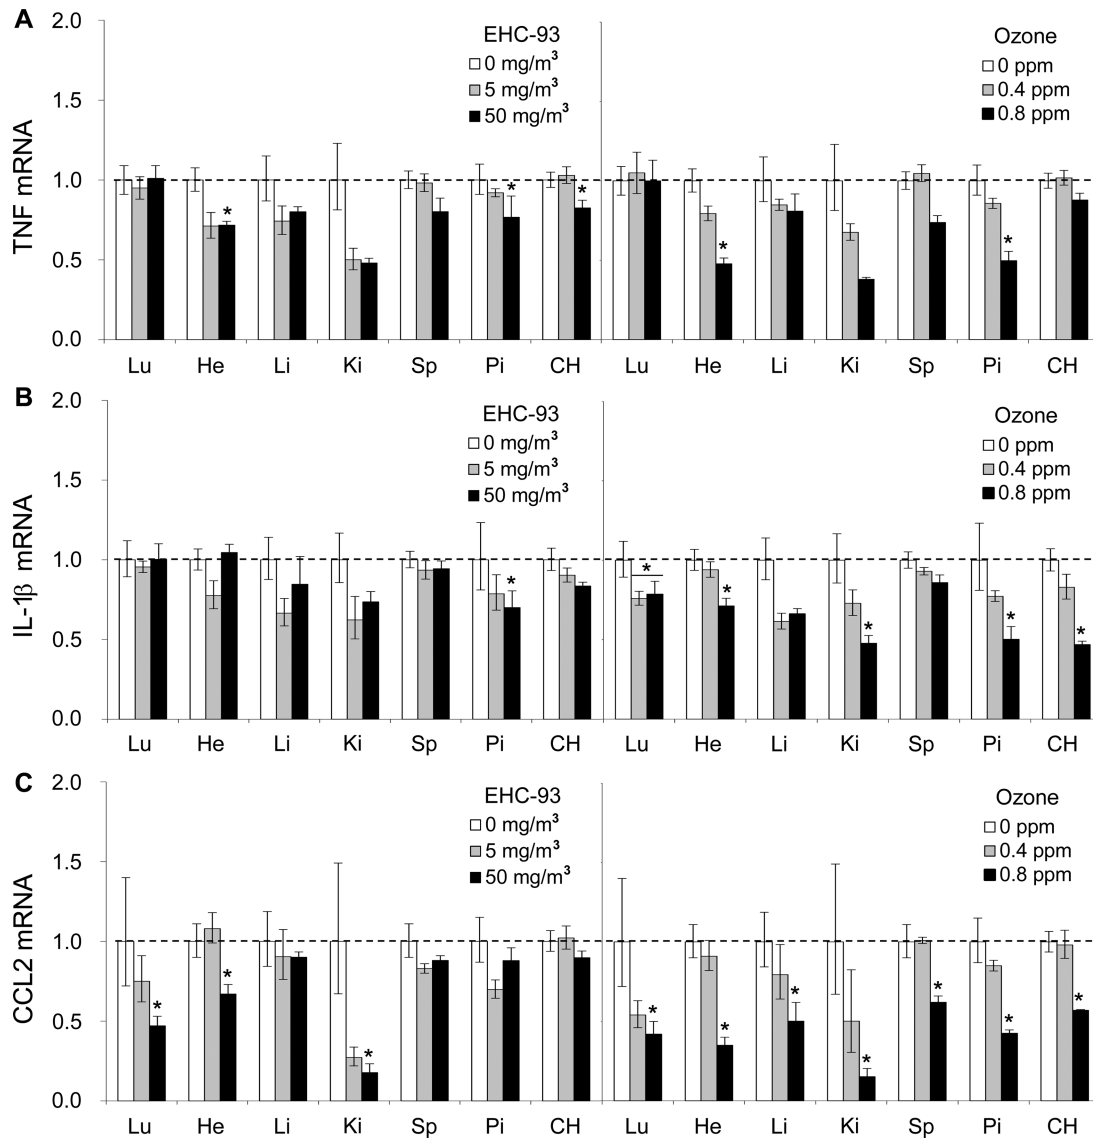 A
TNF mRNA
2.0
1.5
1.0
0.5
0.0
EHC-93
0 mg/m³
5 mg/m³
50 mg/m³
Ozone
0 ppm
0.4 ppm
0.8 ppm
* * * * *
Lu He Li Ki Sp Pi CH Lu He Li Ki Sp Pi CH
B
IL-1β mRNA
2.0
1.5
1.0
0.5
0.0
EHC-93
0 mg/m³
5 mg/m³
50 mg/m³
Ozone
0 ppm
0.4 ppm
0.8 ppm
* * * * * *
Lu He Li Ki Sp Pi CH Lu He Li Ki Sp Pi CH
C
CCL2 mRNA
2.0
1.5
1.0
0.5
0.0
EHC-93
0 mg/m³
5 mg/m³
50 mg/m³
Ozone
0 ppm
0.4 ppm
0.8 ppm
* * * * * * * * * *
Lu He Li Ki Sp Pi CH Lu He Li Ki Sp Pi CH